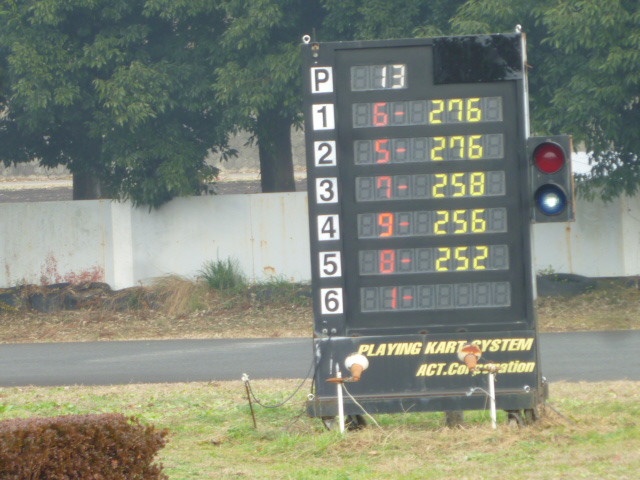 P 13
1 6- 276
2 5- 276
3 7- 258
4 9- 256
5 8- 252
6 1-
PLAYING KART SYSTEM
ACT.Corporation